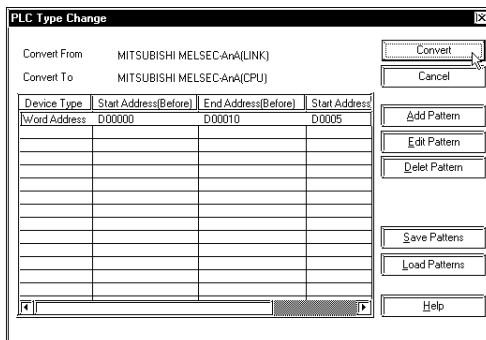 PLC Type Change
Convert From MITSUBISHI MELSEC-AnA(LINK)
Convert To MITSUBISHI MELSEC-AnA(CPU)
Convert
Cancel
Device Type Start Address(Before) End Address(Before) Start Address
Word Address D00000 D00010 D0005
Add Pattern
Edit Pattern
Delet Pattern
Save Pattens
Load Patterns
Help